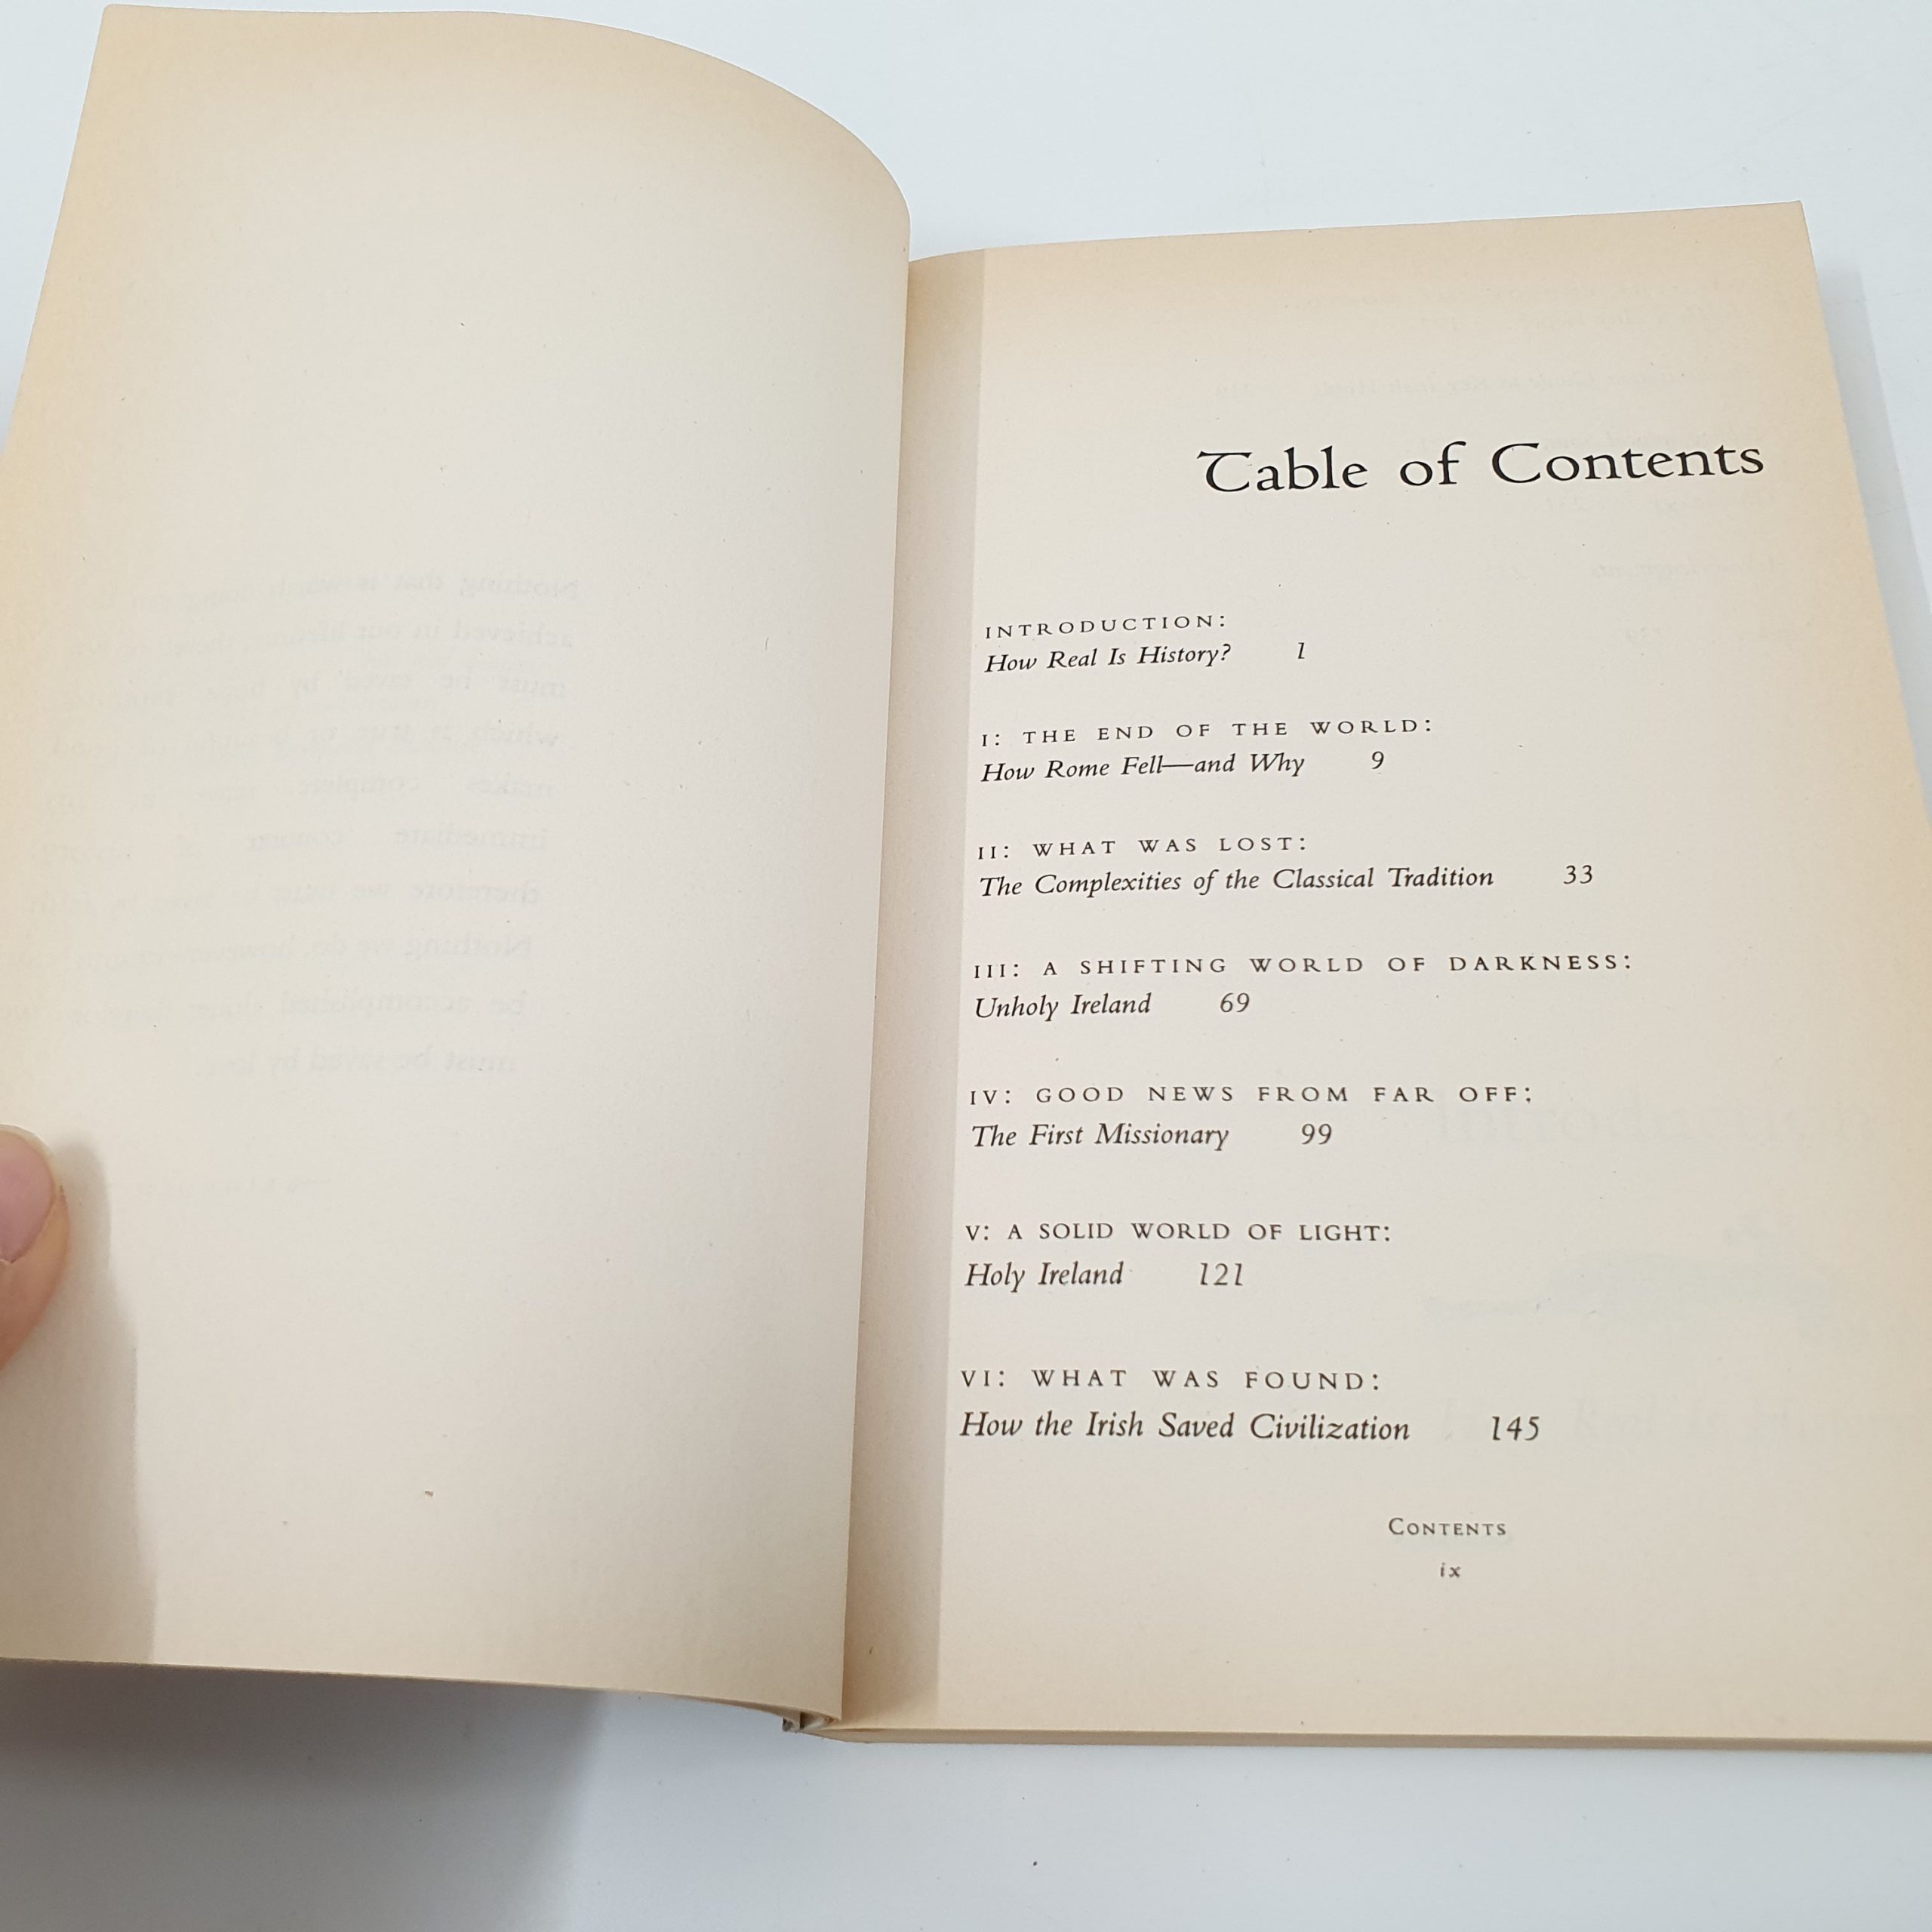 Table of Contents
INTRODUCTION:
How Real Is History? 1
I: THE END OF THE WORLD:
How Rome Fell—and Why 9
II: WHAT WAS LOST:
The Complexities of the Classical Tradition 33
III: A SHIFTING WORLD OF DARKNESS:
Unholy Ireland 69
IV: GOOD NEWS FROM FAR OFF:
The First Missionary 99
V: A SOLID WORLD OF LIGHT:
Holy Ireland 121
VI: WHAT WAS FOUND:
How the Irish Saved Civilization 145
CONTENTS
ix